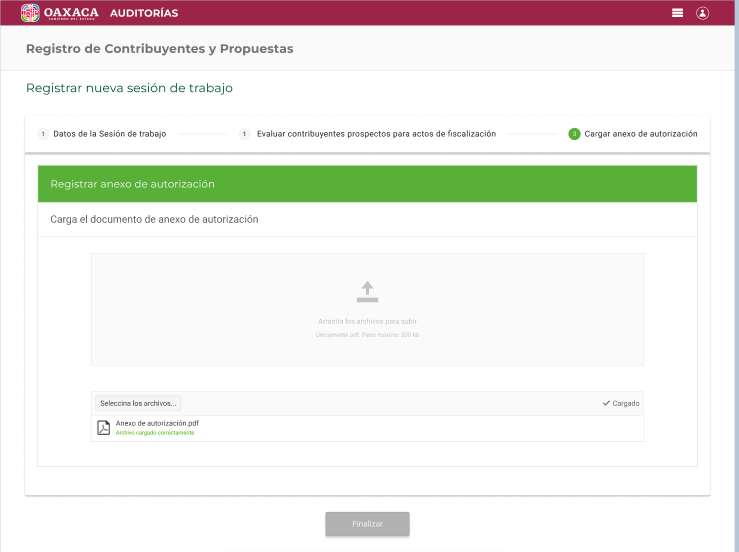 OAXACA AUDITORÍAS
GOBIERNO DEL ESTADO
Registro de Contribuyentes y Propuestas
Registrar nueva sesión de trabajo
1 Datos de la Sesión de trabajo 1 Evaluar contribuyentes prospectos para actos de fiscalización 3 Cargar anexo de autorización
Registrar anexo de autorización
Carga el documento de anexo de autorización
Arrastra los archivos para subir
Unicamente pdf. Peso máximo 300 kb
Seleccina los archivos... Cargado
Anexo de autorización.pdf
Archivo cargado correctamente
Finalizar